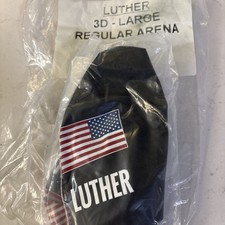 LUTHER
3D - LARGE
REGULAR ARENA
LUTHER